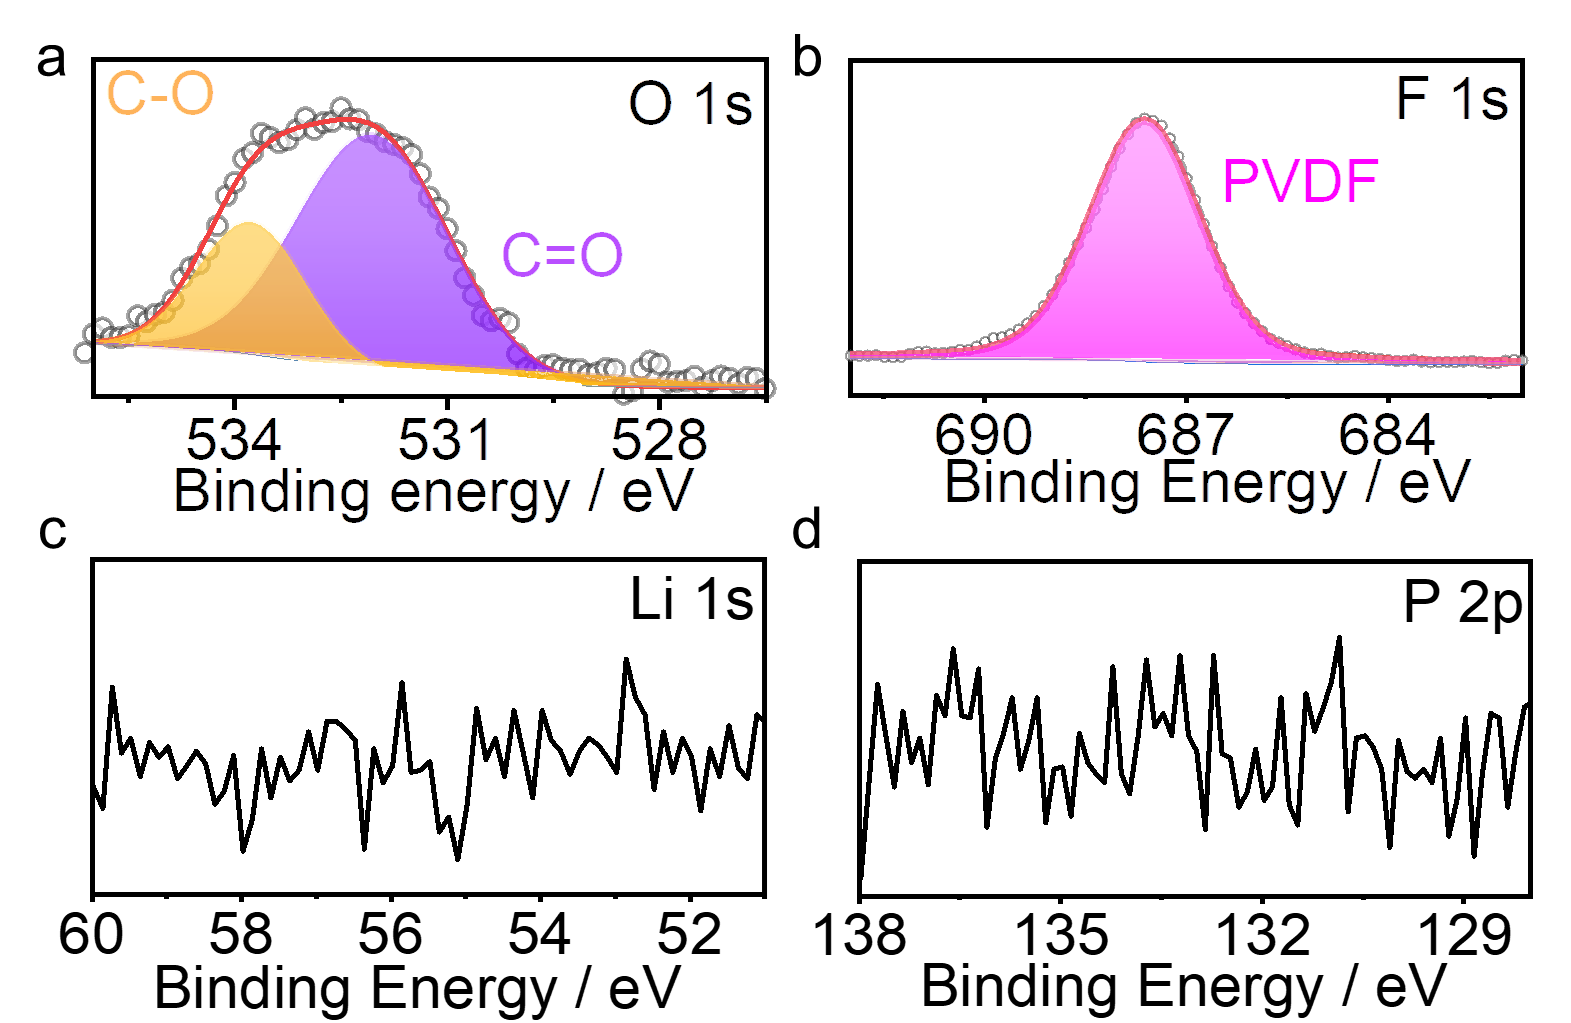 a
C-O
O 1s
C=O
534 531 528
Binding energy / eV
b
F 1s
PVDF
690 687 684
Binding Energy / eV
c
Li 1s
60 58 56 54 52
Binding Energy / eV
d
P 2p
138 135 132 129
Binding Energy / eV